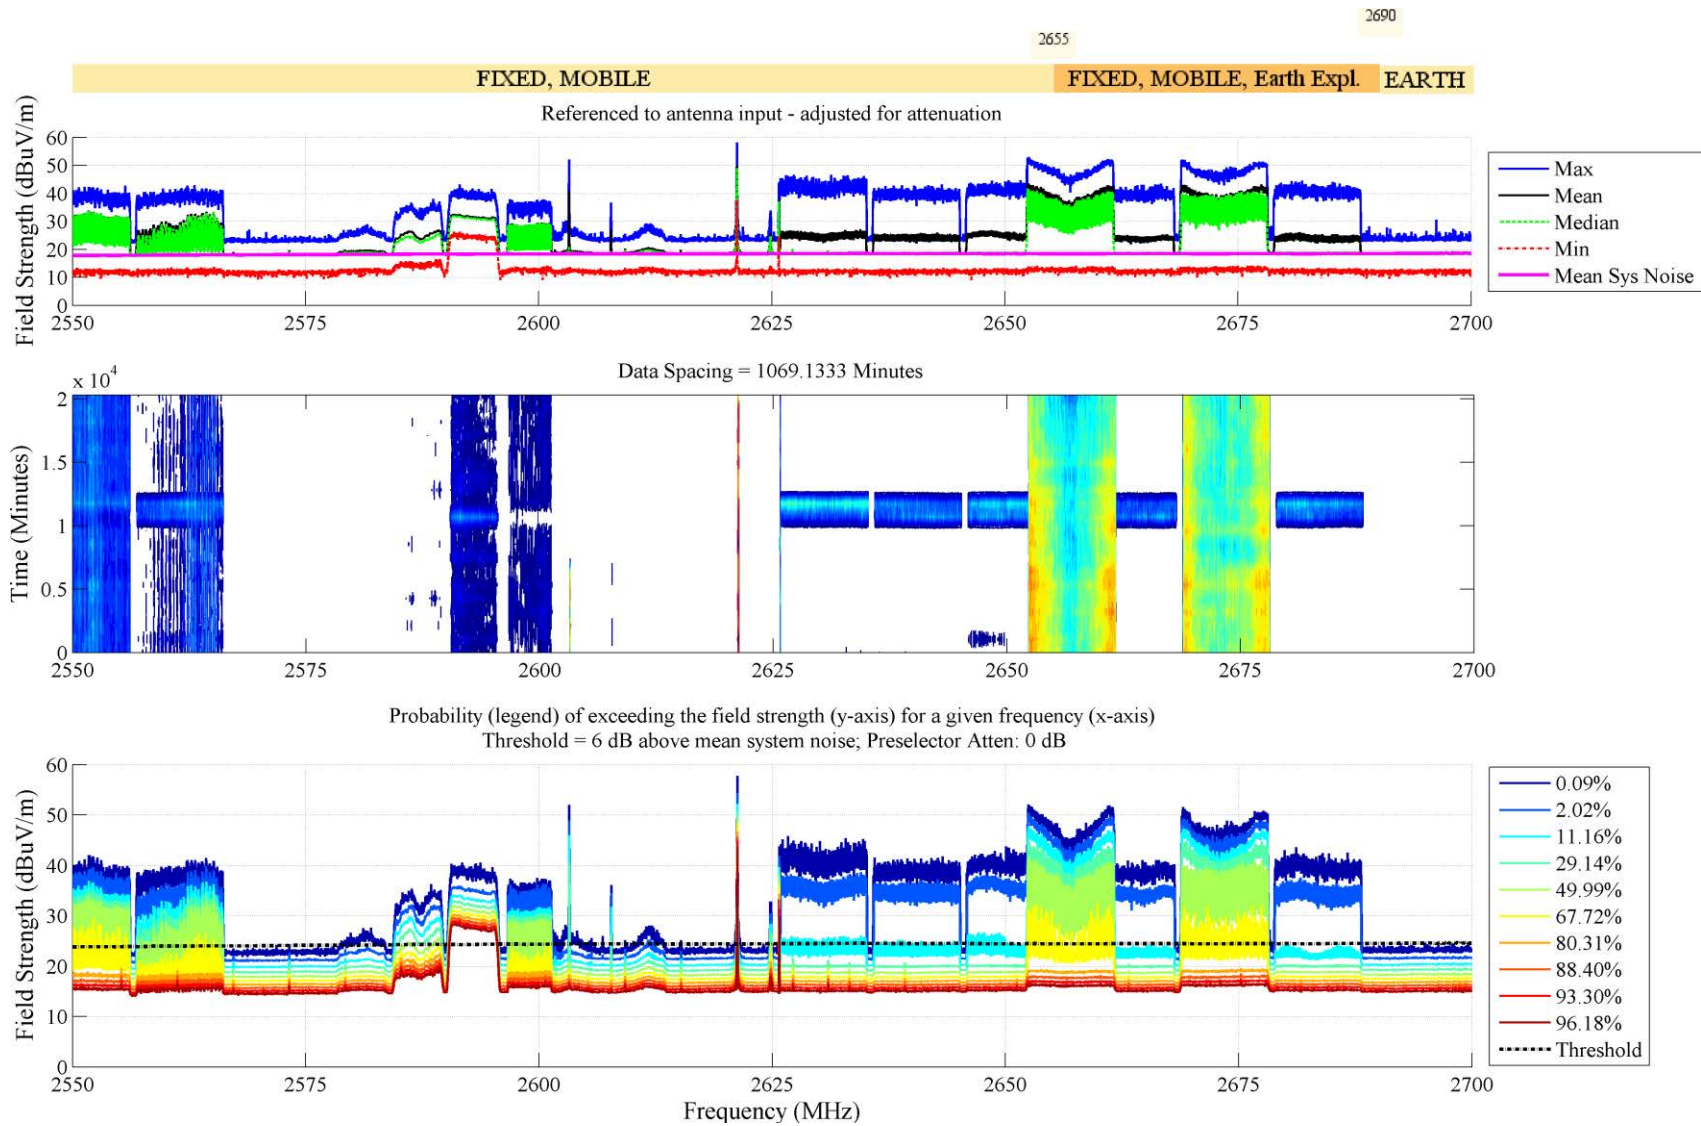 2690
2655
FIXED, MOBILE
FIXED, MOBILE, Earth Expl.
EARTH
Referenced to antenna input - adjusted for attenuation
Field Strength (dBuV/m)
60
50
40
30
20
10
0
2550
2575
2600
2625
2650
2675
2700
Max
Mean
Median
Min
Mean Sys Noise
Data Spacing = 1069.1333 Minutes
x 10^4
Time (Minutes)
2
1.5
1
0.5
0
2550
2575
2600
2625
2650
2675
2700
Probability (legend) of exceeding the field strength (y-axis) for a given frequency (x-axis)
Threshold = 6 dB above mean system noise; Preselector Atten: 0 dB
Field Strength (dBuV/m)
60
50
40
30
20
10
0
2550
2575
2600
2625
2650
2675
2700
Frequency (MHz)
0.09%
2.02%
11.16%
29.14%
49.99%
67.72%
80.31%
88.40%
93.30%
96.18%
Threshold